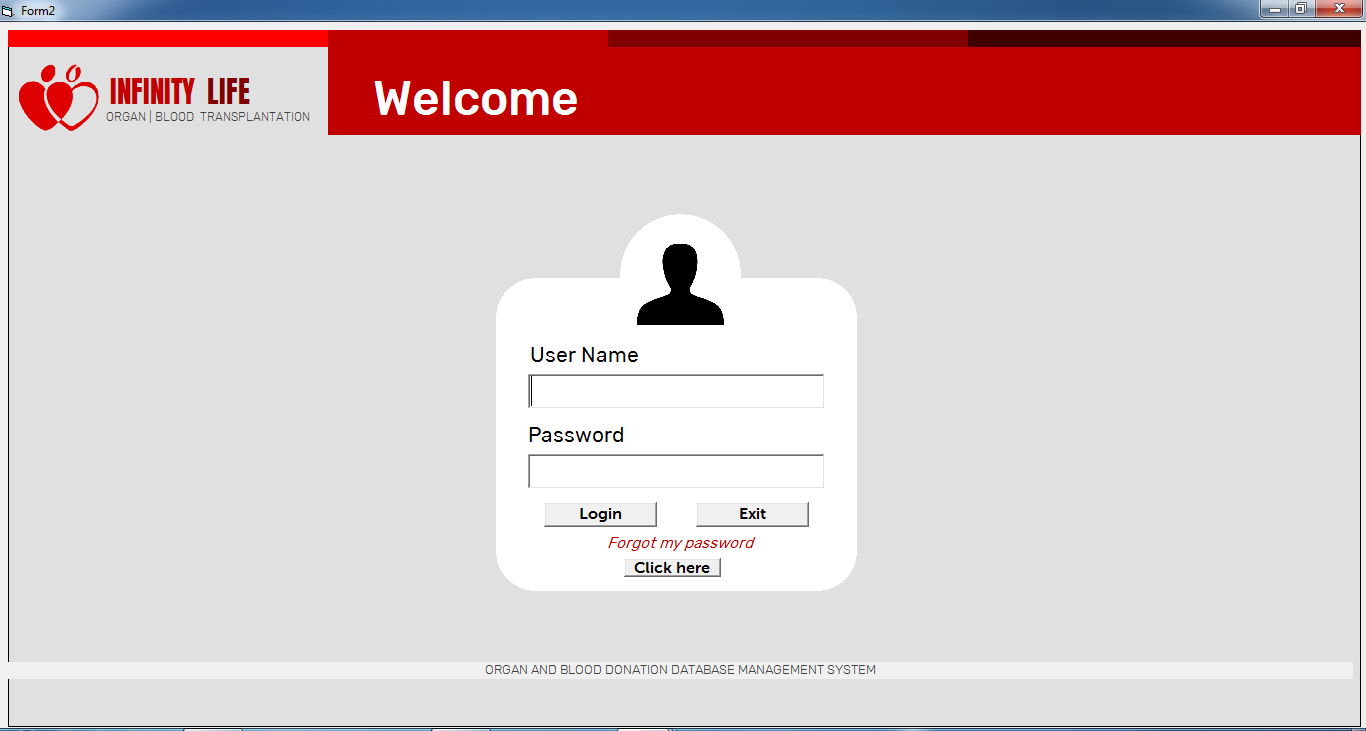 Form2
INFINITY LIFE
ORGAN | BLOOD TRANSPLANTATION
Welcome
User Name
Password
Login
Exit
Forgot my password
Click here
ORGAN AND BLOOD DONATION DATABASE MANAGEMENT SYSTEM